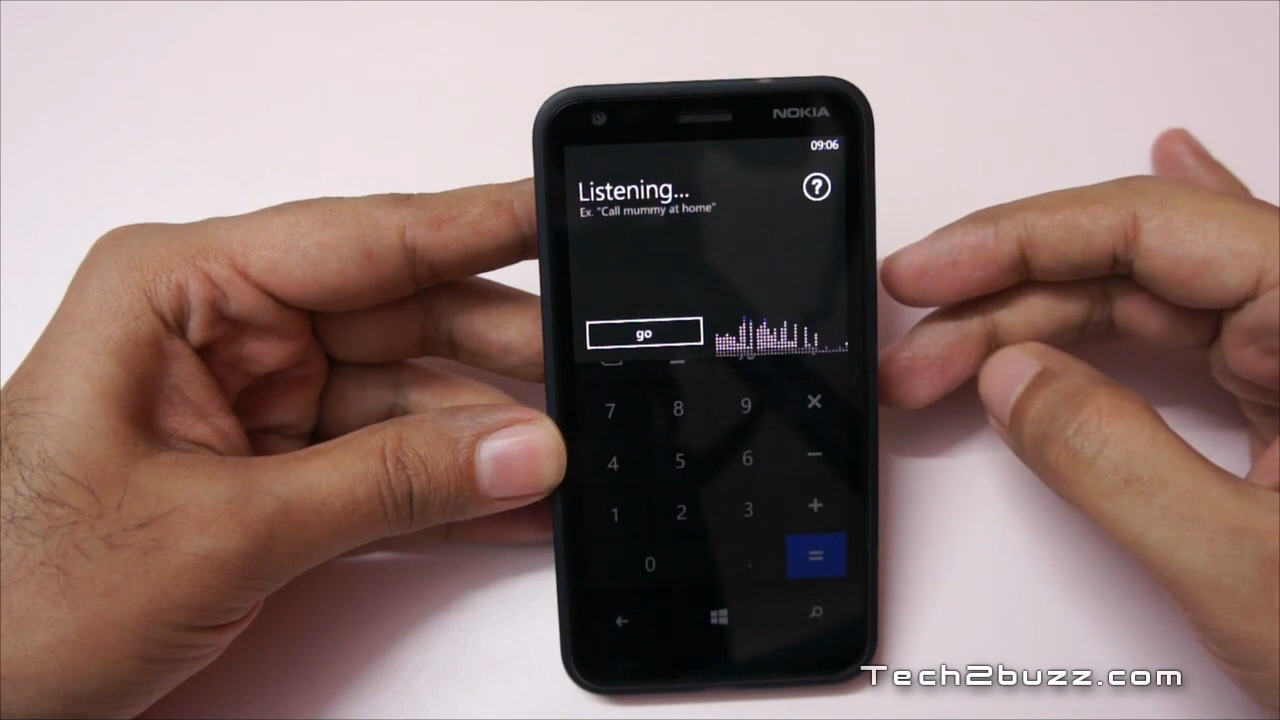 NOKIA
09:06
Listening...
?
Ex. "Call mummy at home"
go
7 8 9 ×
4 5 6 −
1 2 3 +
0 . =
Tech2buzz.com